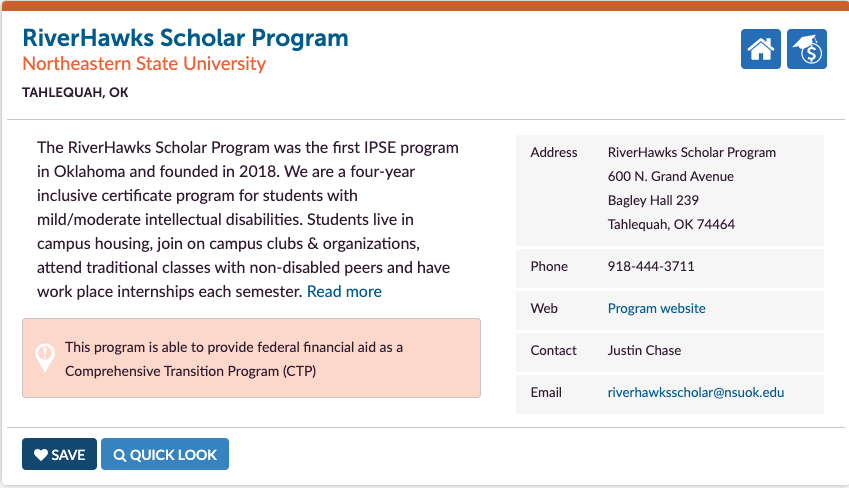 RiverHawks Scholar Program
Northeastern State University
TAHLEQUAH, OK
The RiverHawks Scholar Program was the first IPSE program
in Oklahoma and founded in 2018. We are a four-year
inclusive certificate program for students with
mild/moderate intellectual disabilities. Students live in
campus housing, join on campus clubs & organizations,
attend traditional classes with non-disabled peers and have
work place internships each semester. Read more
This program is able to provide federal financial aid as a
Comprehensive Transition Program (CTP)
Address RiverHawks Scholar Program
600 N. Grand Avenue
Bagley Hall 239
Tahlequah, OK 74464
Phone 918-444-3711
Web Program website
Contact Justin Chase
Email riverhawksscholar@nsuok.edu
SAVE QUICK LOOK